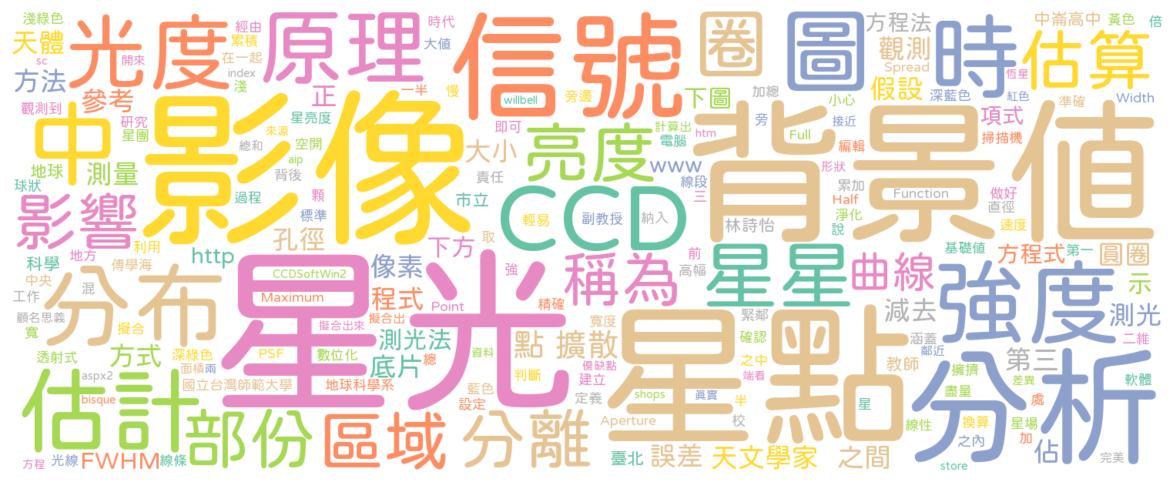 淺綠色
經由
時代
中崙高中
黃色
倍
天體
光度
累積
原理
大值
信號
圈
圖
方程法
時
估算
sc
開來
在一起
index
觀測
Spread
恆星
方法
參考
淺
正
一半
慢
willbell
旁邊
下圖
加總
假設
深藍色
紅色
準確
Width
觀測到
研究
星亮度
小心
中
影像
即可
計算出
旁
Full
接近
編輯
項式
掃描機
背景值
星團
來源
空間
亮度
電腦
htm
地球
測量
總和
aip
背後
大小
責任
www
形狀
球狀
過程
顆
CCD
線段
三
累加
Half
Function
做好
直徑
影響
標準
市立
輕易
副教授
納入
林詩怡
淨化
說
速度
科學
地方
利用
孔徑
下方
取
前
基礎值
方程式
第一
圓圈
http
傅學海
強
高幅
中央
工作
混
分布
CCDSoftWin2
像素
稱為
星星
曲線
強度
示
Maximum
程式
Point
精確
減去
測光
顧名思義
寬
擬合
擬合出
擬合出來
星光
測光法
點
擴散
寬度
緊鄰
星點
涵蓋
二維
透射式
方式
深綠色
PSF
數位化
底片
總
資料
確認
之中
鄰近
教師
第三
擁擠
差異
軟體
aspx2
面積
雨
國立台灣師範大學
地球科學系
判斷
優缺點
建立
端看
盡量
處
bisque
藍色
設定
定義
shops
真實
半
星
線性
換算
星場
估計
部份
區域
分離
Aperture
校
分析
加
之內
佔
方程
光線
FWHM
線條
臺北
誤差
天文學家
之間
store
完美